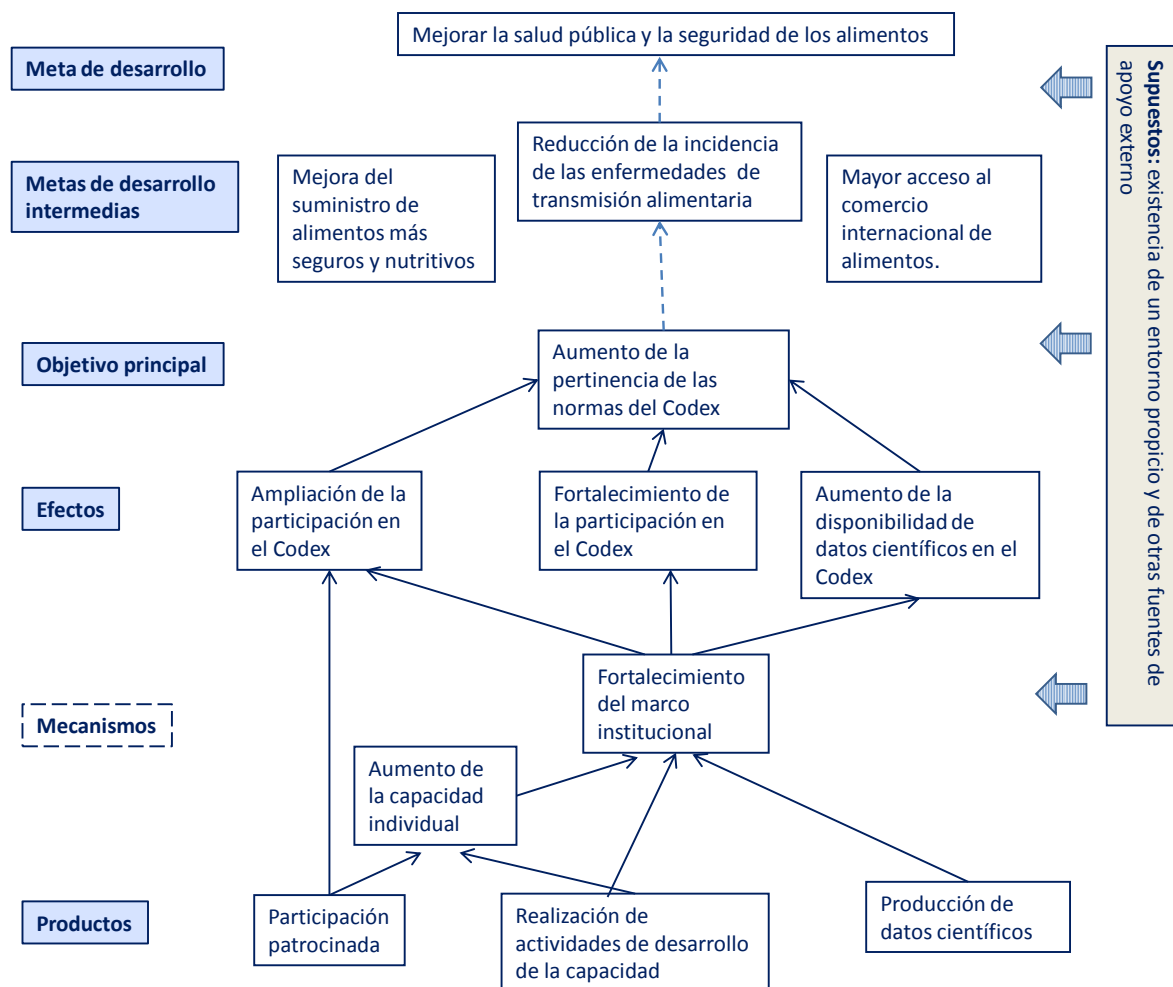 Mejorar la salud pública y la seguridad de los alimentos
Meta de desarrollo
Supuestos: existencia de un entorno propicio y de otras fuentes de
apoyo externo
Metas de desarrollo
intermedias
Mejora del
suministro de
alimentos más
seguros y nutritivos
Reducción de la incidencia
de las enfermedades de
transmisión alimentaria
Mayor acceso al
comercio
internacional de
alimentos.
Objetivo principal
Aumento de la
pertinencia de las
normas del Codex
Efectos
Ampliación de la
participación en
el Codex
Fortalecimiento de
la participación en
el Codex
Aumento de la
disponibilidad de
datos científicos en el
Codex
Mecanismos
Fortalecimiento
del marco
institucional
Aumento de
la capacidad
individual
Productos
Participación
patrocinada
Realización de
actividades de desarrollo
de la capacidad
Producción de
datos científicos